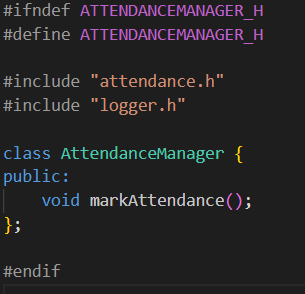 #ifndef ATTENDANCEMANAGER_H
#define ATTENDANCEMANAGER_H
#include "attendance.h"
#include "logger.h"
class AttendanceManager {
public:
    void markAttendance();
};
#endif